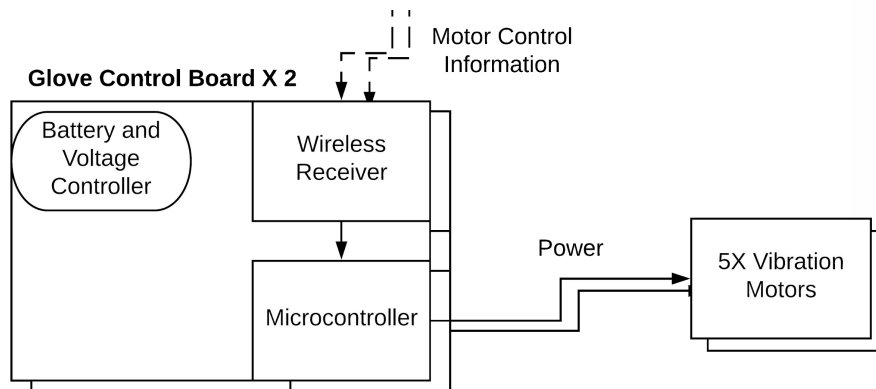 Motor Control
Information
Glove Control Board X 2
Battery and
Voltage
Controller
Wireless
Receiver
Power
5X Vibration
Motors
Microcontroller